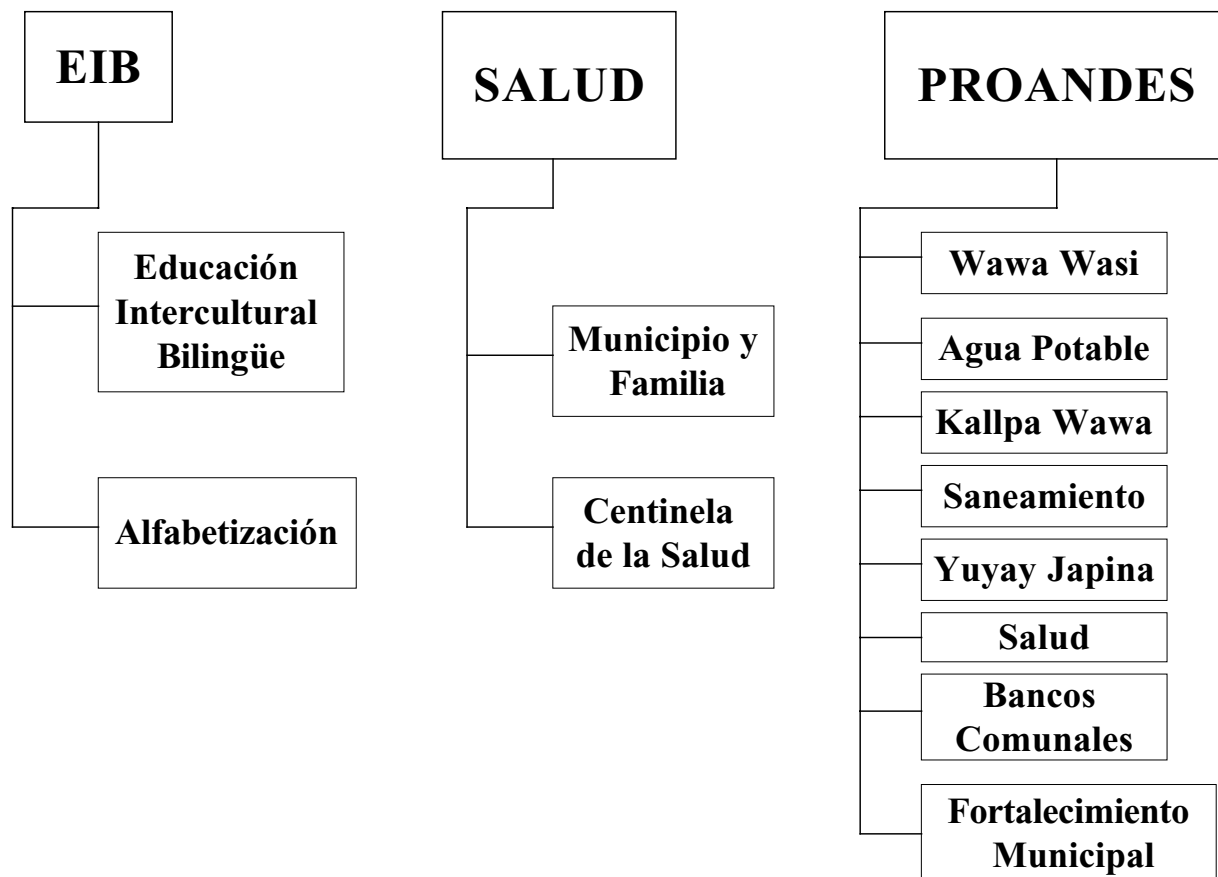 EIB
Educación
Intercultural
Bilingüe
Alfabetización
SALUD
Municipio y
Familia
Centinela
de la Salud
PROANDES
Wawa Wasi
Agua Potable
Kallpa Wawa
Saneamiento
Yuyay Japina
Salud
Bancos
Comunales
Fortalecimiento
Municipal